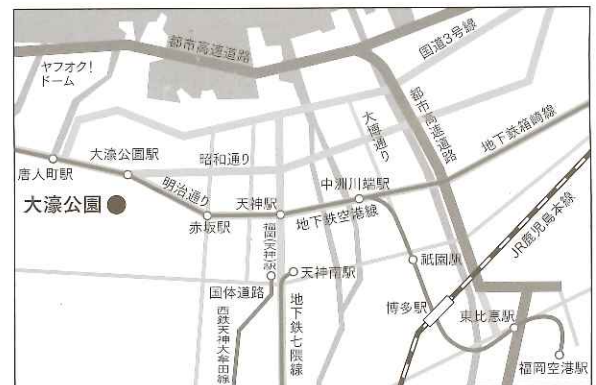 都市高速道路
国道3号線
ヤフオク!
ドーム
大博通り
都市高速道路
地下鉄箱崎線
大濠公園駅
昭和通り
唐人町駅
明治通り
中洲川端駅
大濠公園
天神駅
赤坂駅
地下鉄空港線
福岡(天神)駅
祇園駅
JR鹿児島本線
天神南駅
国体道路
博多駅
東比恵駅
西鉄天神大牟田線
地下鉄七隈線
福岡空港駅